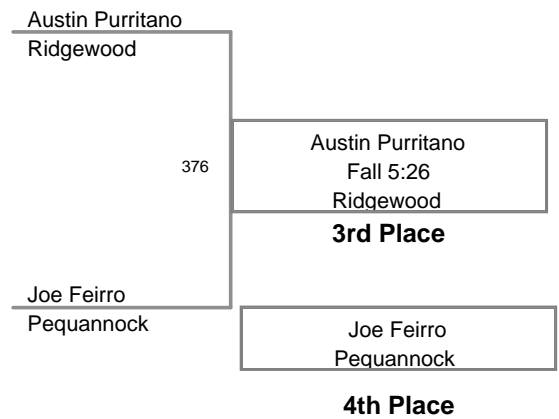 Austin Purritano
Ridgewood
376
Austin Purritano
Fall 5:26
Ridgewood
3rd Place
Joe Feirro
Pequannock
Joe Feirro
Pequannock
4th Place